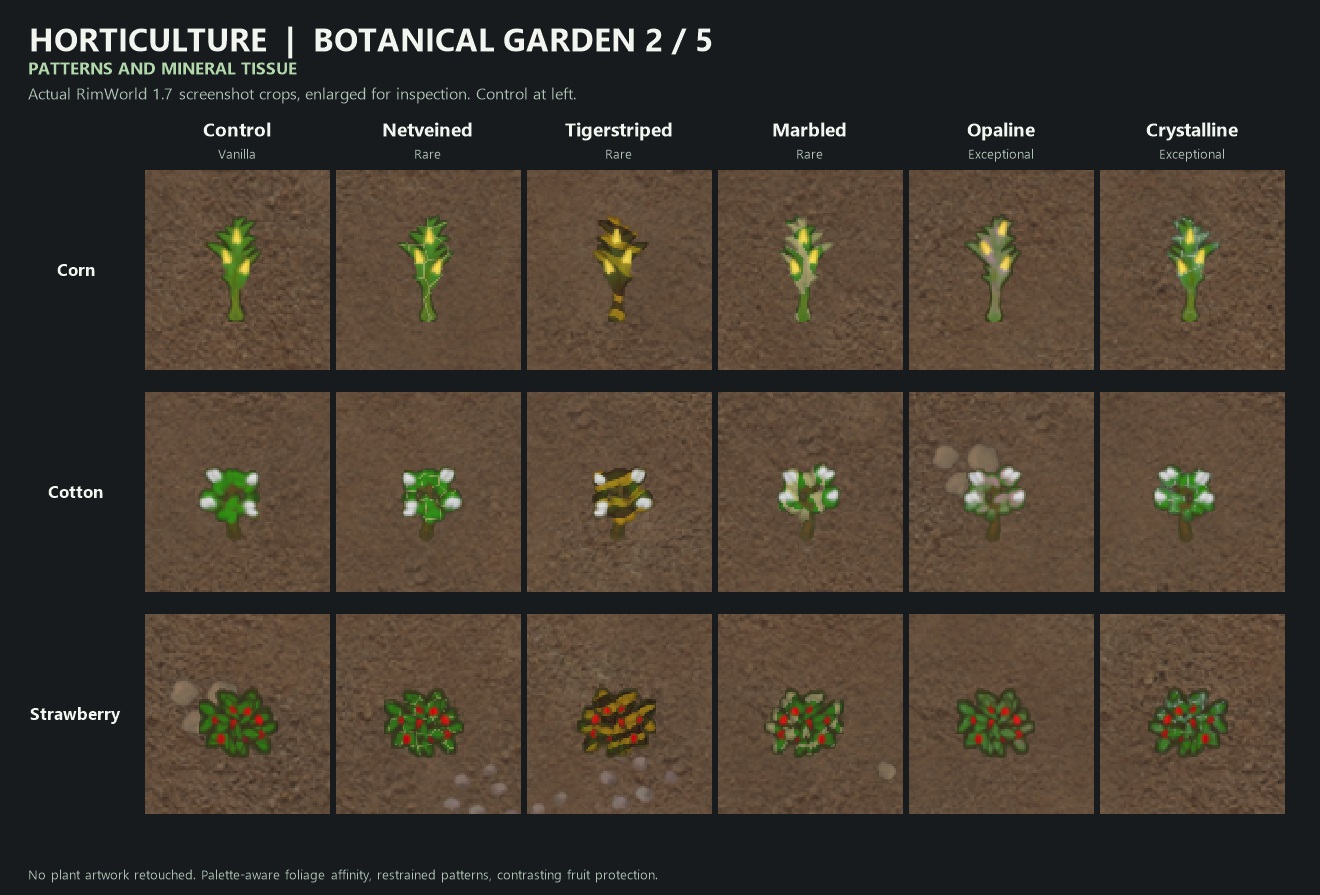 HORTICULTURE | BOTANICAL GARDEN 2 / 5
PATTERNS AND MINERAL TISSUE
Actual RimWorld 1.7 screenshot crops, enlarged for inspection. Control at left.
Control Netveined Tigerstriped Marbled Opaline Crystalline
Vanilla Rare Rare Rare Exceptional Exceptional
Corn
Cotton
Strawberry
No plant artwork retouched. Palette-aware foliage affinity, restrained patterns, contrasting fruit protection.